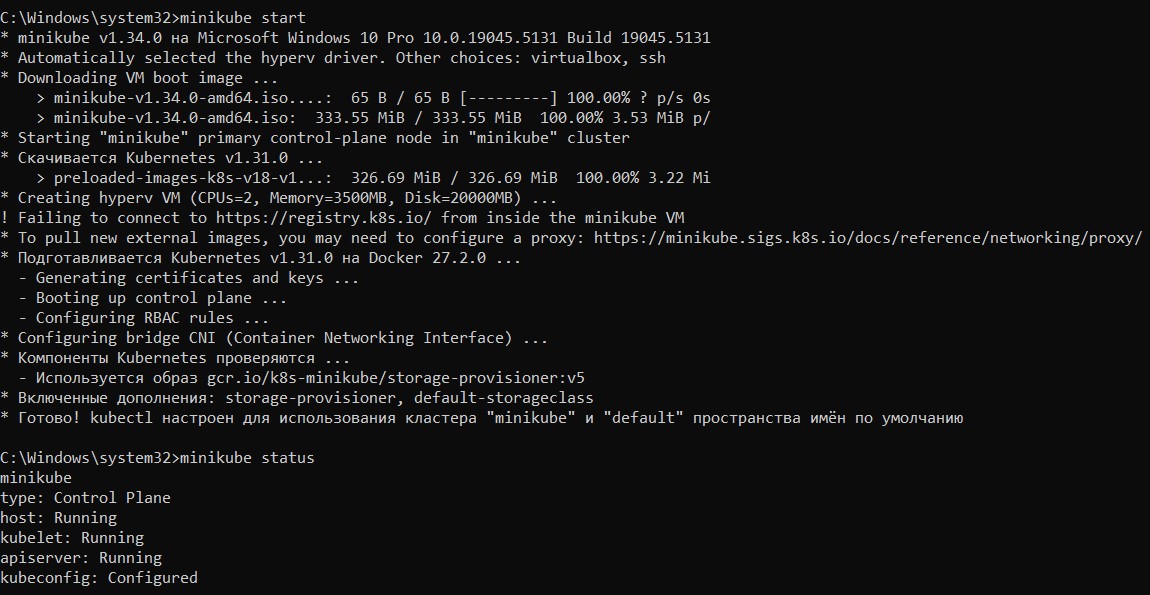 C:\Windows\system32>minikube start
* minikube v1.34.0 на Microsoft Windows 10 Pro 10.0.19045.5131 Build 19045.5131
* Automatically selected the hyperv driver. Other choices: virtualbox, ssh
* Downloading VM boot image ...
    > minikube-v1.34.0-amd64.iso....:  65 B / 65 B [---------] 100.00% ? p/s 0s
    > minikube-v1.34.0-amd64.iso:  333.55 MiB / 333.55 MiB  100.00% 3.53 MiB p/
* Starting "minikube" primary control-plane node in "minikube" cluster
* Скачивается Kubernetes v1.31.0 ...
    > preloaded-images-k8s-v18-v1...:  326.69 MiB / 326.69 MiB  100.00% 3.22 Mi
* Creating hyperv VM (CPUs=2, Memory=3500MB, Disk=20000MB) ...
! Failing to connect to https://registry.k8s.io/ from inside the minikube VM
* To pull new external images, you may need to configure a proxy: https://minikube.sigs.k8s.io/docs/reference/networking/proxy/
* Подготавливается Kubernetes v1.31.0 на Docker 27.2.0 ...
  - Generating certificates and keys ...
  - Booting up control plane ...
  - Configuring RBAC rules ...
* Configuring bridge CNI (Container Networking Interface) ...
* Компоненты Kubernetes проверяются ...
  - Используется образ gcr.io/k8s-minikube/storage-provisioner:v5
* Включенные дополнения: storage-provisioner, default-storageclass
* Готово! kubectl настроен для использования кластера "minikube" и "default" пространства имён по умолчанию
C:\Windows\system32>minikube status
minikube
type: Control Plane
host: Running
kubelet: Running
apiserver: Running
kubeconfig: Configured